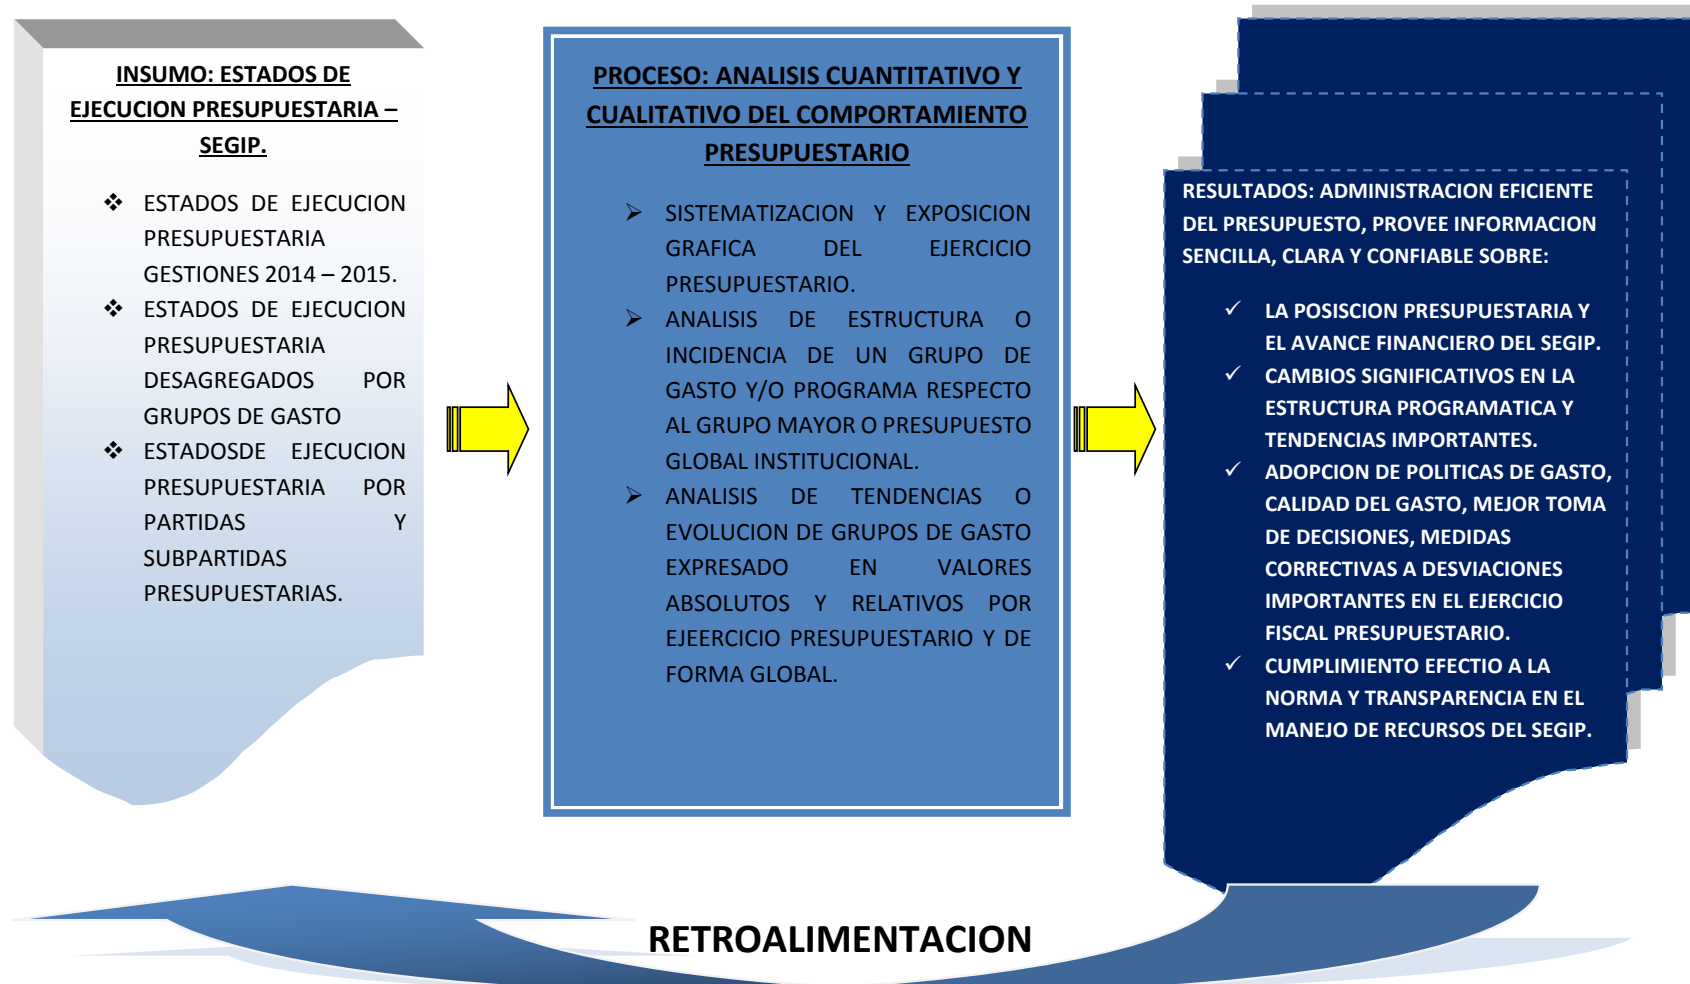 INSUMO: ESTADOS DE
EJECUCION PRESUPUESTARIA –
SEGIP.
❖ ESTADOS DE EJECUCION
PRESUPUESTARIA
GESTIONES 2014 – 2015.
❖ ESTADOS DE EJECUCION
PRESUPUESTARIA
DESAGREGADOS POR
GRUPOS DE GASTO
❖ ESTADOSDE EJECUCION
PRESUPUESTARIA POR
PARTIDAS Y
SUBPARTIDAS
PRESUPUESTARIAS.
PROCESO: ANALISIS CUANTITATIVO Y
CUALITATIVO DEL COMPORTAMIENTO
PRESUPUESTARIO
➢ SISTEMATIZACION Y EXPOSICION
GRAFICA DEL EJERCICIO
PRESUPUESTARIO.
➢ ANALISIS DE ESTRUCTURA O
INCIDENCIA DE UN GRUPO DE
GASTO Y/O PROGRAMA RESPECTO
AL GRUPO MAYOR O PRESUPUESTO
GLOBAL INSTITUCIONAL.
➢ ANALISIS DE TENDENCIAS O
EVOLUCION DE GRUPOS DE GASTO
EXPRESADO EN VALORES
ABSOLUTOS Y RELATIVOS POR
EJEERCICIO PRESUPUESTARIO Y DE
FORMA GLOBAL.
RESULTADOS: ADMINISTRACION EFICIENTE
DEL PRESUPUESTO, PROVEE INFORMACION
SENCILLA, CLARA Y CONFIABLE SOBRE:
✓ LA POSISCION PRESUPUESTARIA Y
EL AVANCE FINANCIERO DEL SEGIP.
✓ CAMBIOS SIGNIFICATIVOS EN LA
ESTRUCTURA PROGRAMATICA Y
TENDENCIAS IMPORTANTES.
✓ ADOPCION DE POLITICAS DE GASTO,
CALIDAD DEL GASTO, MEJOR TOMA
DE DECISIONES, MEDIDAS
CORRECTIVAS A DESVIACIONES
IMPORTANTES EN EL EJERCICIO
FISCAL PRESUPUESTARIO.
✓ CUMPLIMIENTO EFECTIO A LA
NORMA Y TRANSPARENCIA EN EL
MANEJO DE RECURSOS DEL SEGIP.
RETROALIMENTACION